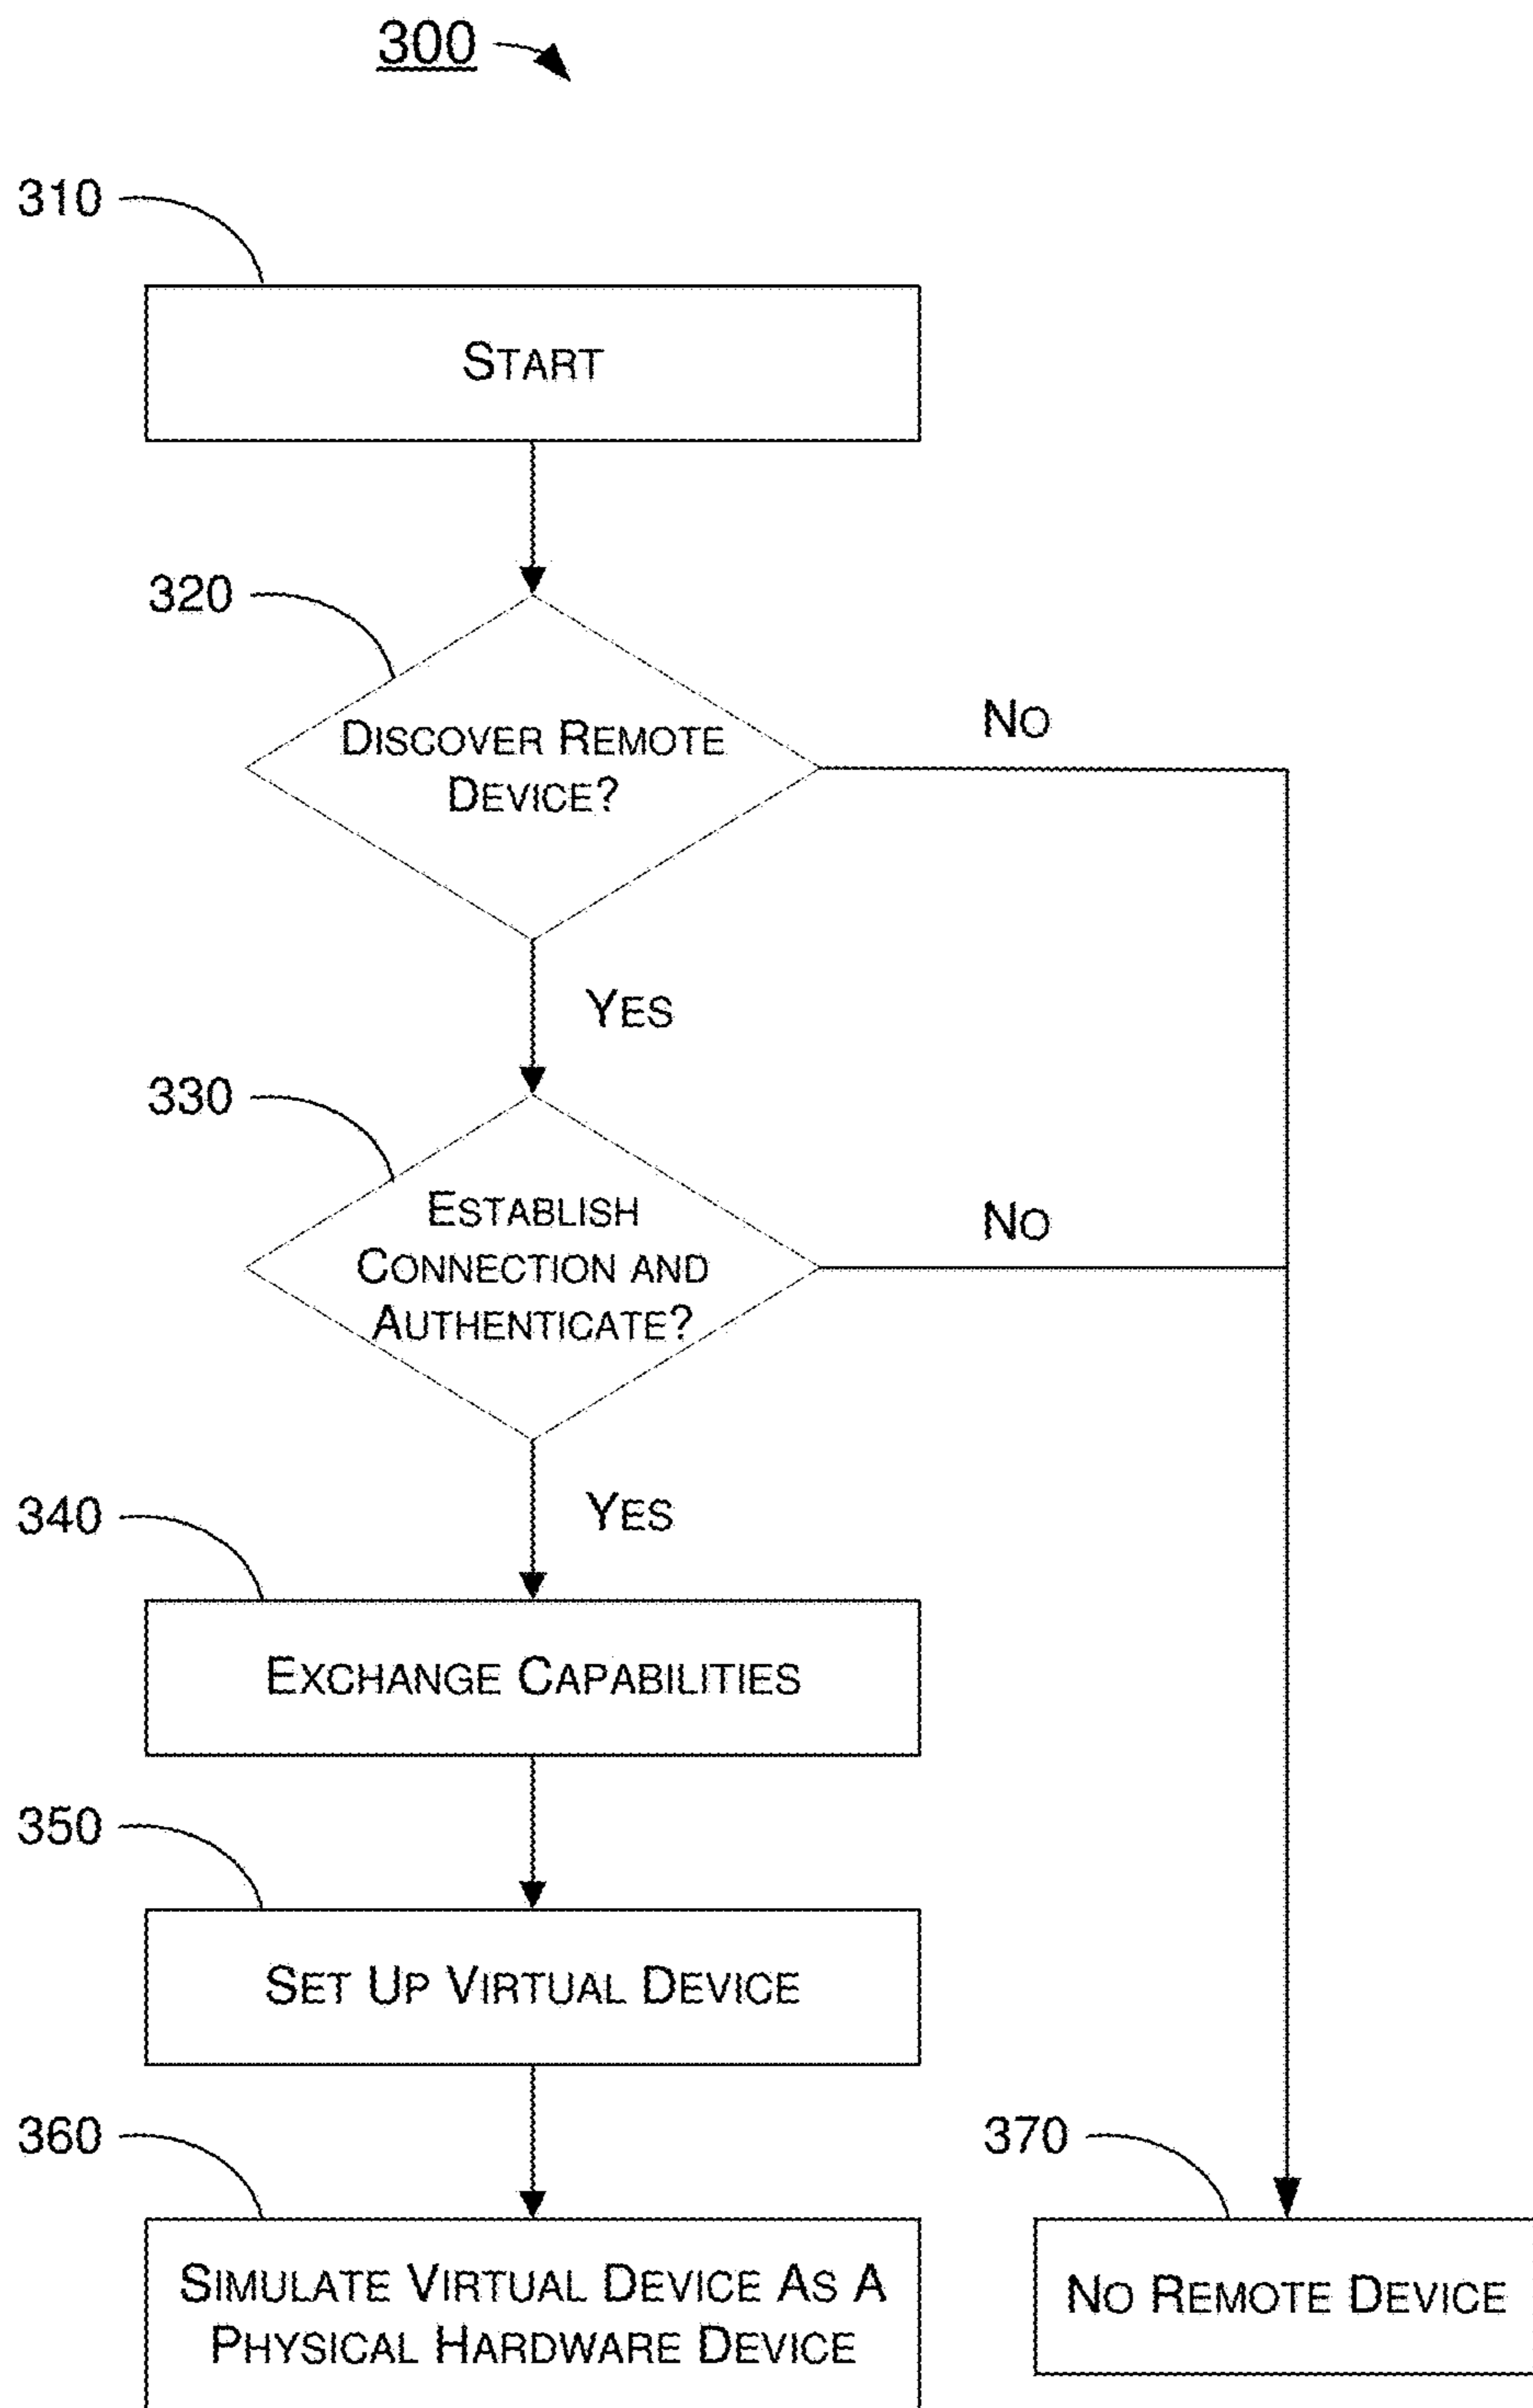 300
310
START
320
DISCOVER REMOTE
DEVICE?
NO
YES
330
ESTABLISH
CONNECTION AND
AUTHENTICATE?
NO
YES
340
EXCHANGE CAPABILITIES
350
SET UP VIRTUAL DEVICE
360
SIMULATE VIRTUAL DEVICE AS A
PHYSICAL HARDWARE DEVICE
370
NO REMOTE DEVICE